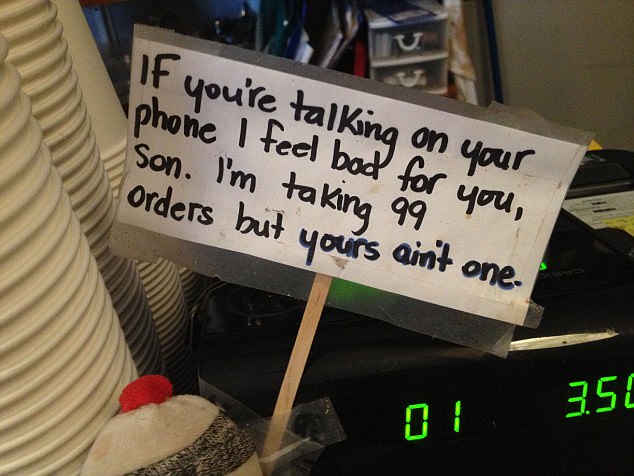 If you're talking on your
phone I feel bad for you,
Son. I'm taking 99
orders but yours ain't one.
01 3.50